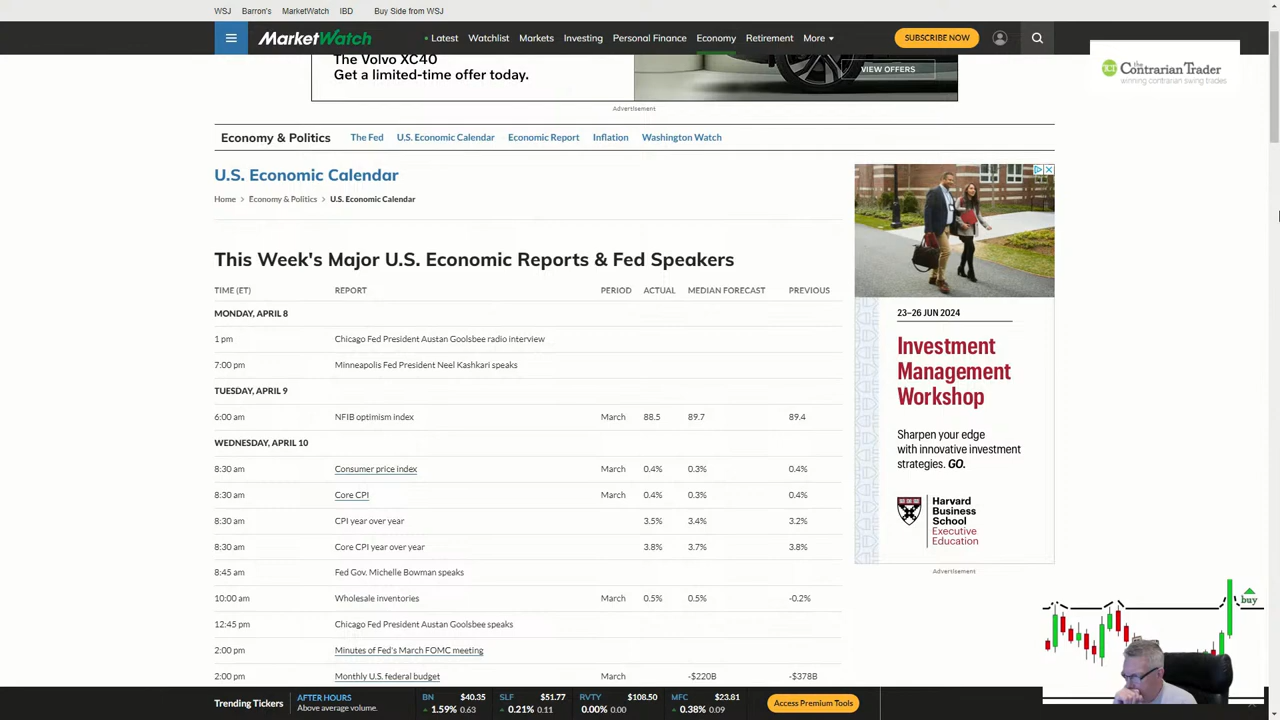 WSJ Barron's MarketWatch IBD Buy Side from WSJ
MarketWatch Latest Watchlist Markets Investing Personal Finance Economy Retirement More SUBSCRIBE NOW
The Volvo XC40
Get a limited-time offer today.
VIEW OFFERS
Advertisement
the Contrarian Trader
winning contrarian swing trades
Economy & Politics The Fed U.S. Economic Calendar Economic Report Inflation Washington Watch
U.S. Economic Calendar
Home > Economy & Politics > U.S. Economic Calendar
This Week's Major U.S. Economic Reports & Fed Speakers
TIME (ET) REPORT PERIOD ACTUAL MEDIAN FORECAST PREVIOUS
MONDAY, APRIL 8
1 pm Chicago Fed President Austan Goolsbee radio interview
7:00 pm Minneapolis Fed President Neel Kashkari speaks
TUESDAY, APRIL 9
6:00 am NFIB optimism index March 88.5 89.7 89.4
WEDNESDAY, APRIL 10
8:30 am Consumer price index March 0.4% 0.3% 0.4%
8:30 am Core CPI March 0.4% 0.3% 0.4%
8:30 am CPI year over year 3.5% 3.4% 3.2%
8:30 am Core CPI year over year 3.8% 3.7% 3.8%
8:45 am Fed Gov. Michelle Bowman speaks
10:00 am Wholesale inventories March 0.5% 0.5% -0.2%
12:45 pm Chicago Fed President Austan Goolsbee speaks
2:00 pm Minutes of Fed's March FOMC meeting
2:00 pm Monthly U.S. federal budget March -$220B -$378B
23–26 JUN 2024
Investment
Management
Workshop
Sharpen your edge
with innovative investment
strategies. GO.
Harvard
Business
School
Executive
Education
Advertisement
buy
Trending Tickers
AFTER HOURS
Above average volume.
BN $40.35
1.59% 0.63
SLF $51.77
0.21% 0.11
RVTY $108.50
0.00% 0.00
MFC $23.81
0.38% 0.09
Access Premium Tools